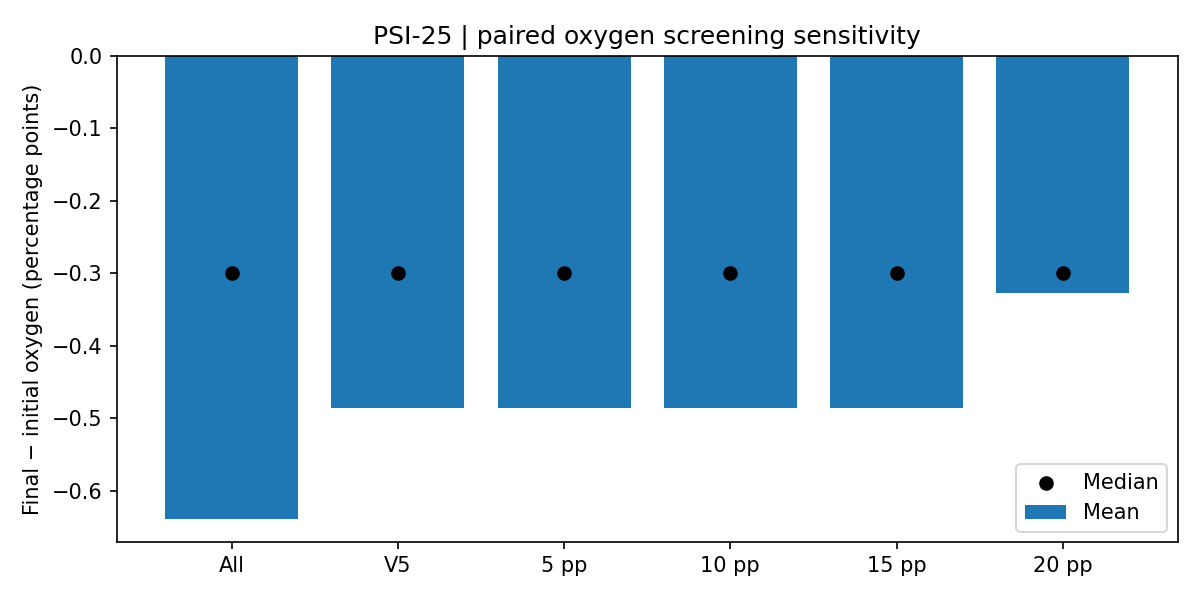 PSI-25 | paired oxygen screening sensitivity
Final − initial oxygen (percentage points)
0.0
−0.1
−0.2
−0.3
−0.4
−0.5
−0.6
All
V5
5 pp
10 pp
15 pp
20 pp
Median
Mean